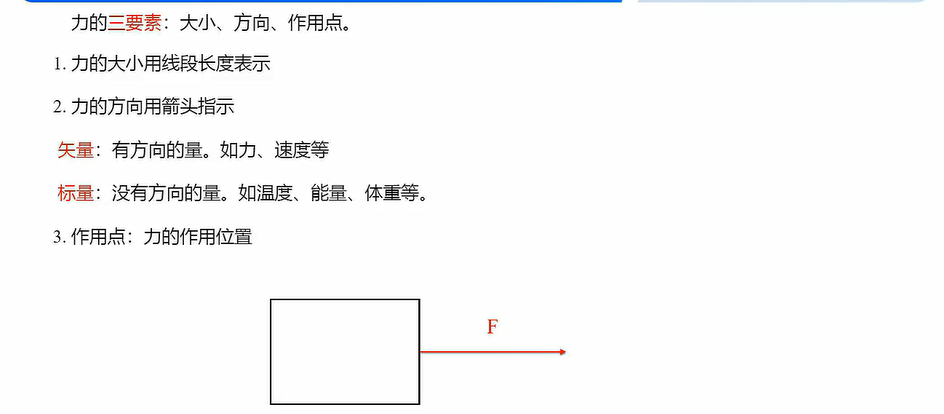 力的三要素：大小、方向、作用点。
1. 力的大小用线段长度表示
2. 力的方向用箭头指示
矢量：有方向的量。如力、速度等
标量：没有方向的量。如温度、能量、体重等。
3. 作用点：力的作用位置
F